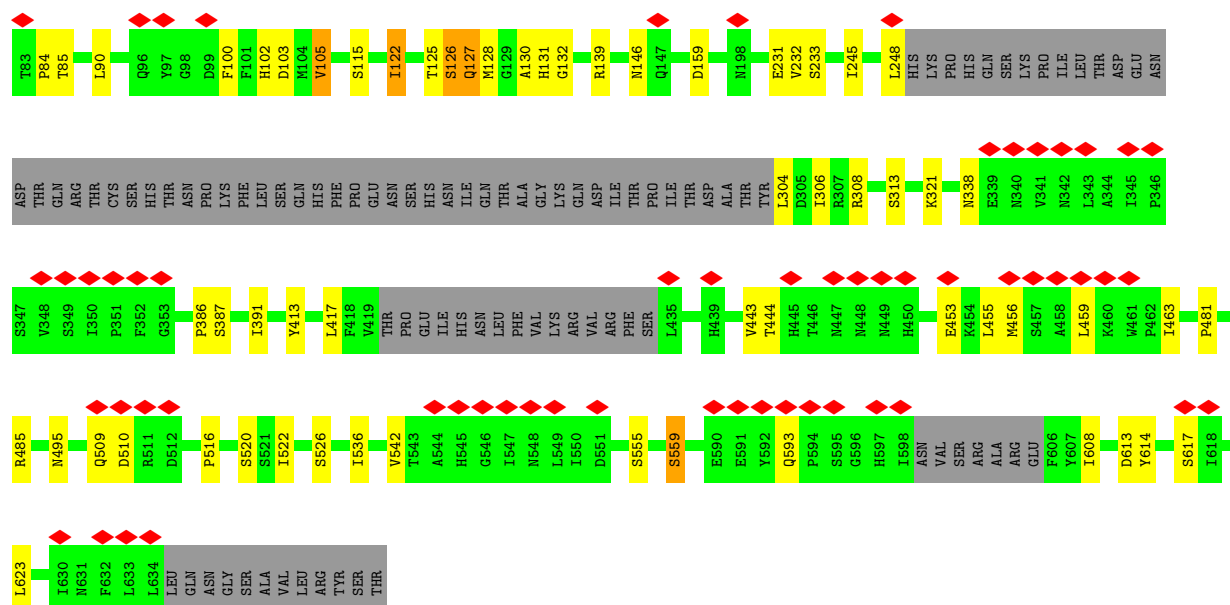 T83 P84 T85 L90 Q96 Y97 G98 D99 F100 F101 H102 D103 M104 V105 S115 I122 T125 S126 Q127 M128 G129 A130 H131 G132 R139 N146 Q147 D159 N198 E231 V232 S233 I245 L248 HIS LYS PRO HIS GLN SER LYS PRO ILE LEU THR ASP GLU ASN
ASP THR GLN ARG THR CYS SER HIS THR ASN PRO LYS PHE LEU SER GLN HIS PHE PRO GLU ASN SER HIS ASN ILE GLN THR ALA GLY LYS GLN ASP ILE THR PRO ILE THR ASP ALA THR TYR L304 D305 I306 R307 R308 S313 K321 N338 E339 N340 V341 N342 L343 A344 I345 P346
S347 V348 S349 I350 P351 F352 G353 P386 S387 I391 Y413 L417 F418 V419 THR PRO GLU ILE HIS ASN LEU PHE VAL LYS ARG VAL ARG PHE SER L435 H439 V443 T444 H445 T446 N447 N448 N449 H450 E453 K454 L455 M456 S457 A458 L459 K460 W461 P462 I463 P481
R485 N495 Q509 D510 R511 D512 P516 S520 S521 I522 S526 I536 V542 T543 A544 H545 G546 I547 N548 L549 I550 D551 S555 S559 E590 E591 Y592 Q593 P594 S595 G596 H597 I598 ASN VAL SER ARG ALA ARG GLU F606 Y607 I608 D613 Y614 S617 I618
L623 I630 N631 F632 L633 L634 LEU GLN ASN GLY SER ALA VAL LEU ARG TYR SER THR